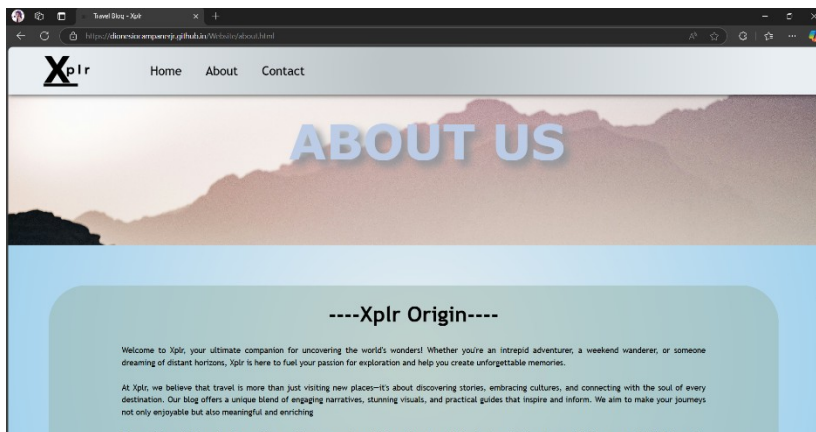 Travel Blog - Xplr
https://dionesiorampanrejr.github.io/Website/about.html
Xplr
Home About Contact
ABOUT US
----Xplr Origin----
Welcome to Xplr, your ultimate companion for uncovering the world's wonders! Whether you're an intrepid adventurer, a weekend wanderer, or someone
dreaming of distant horizons, Xplr is here to fuel your passion for exploration and help you create unforgettable memories.
At Xplr, we believe that travel is more than just visiting new places—it's about discovering stories, embracing cultures, and connecting with the soul of every
destination. Our blog offers a unique blend of engaging narratives, stunning visuals, and practical guides that inspire and inform. We aim to make your journeys
not only enjoyable but also meaningful and enriching